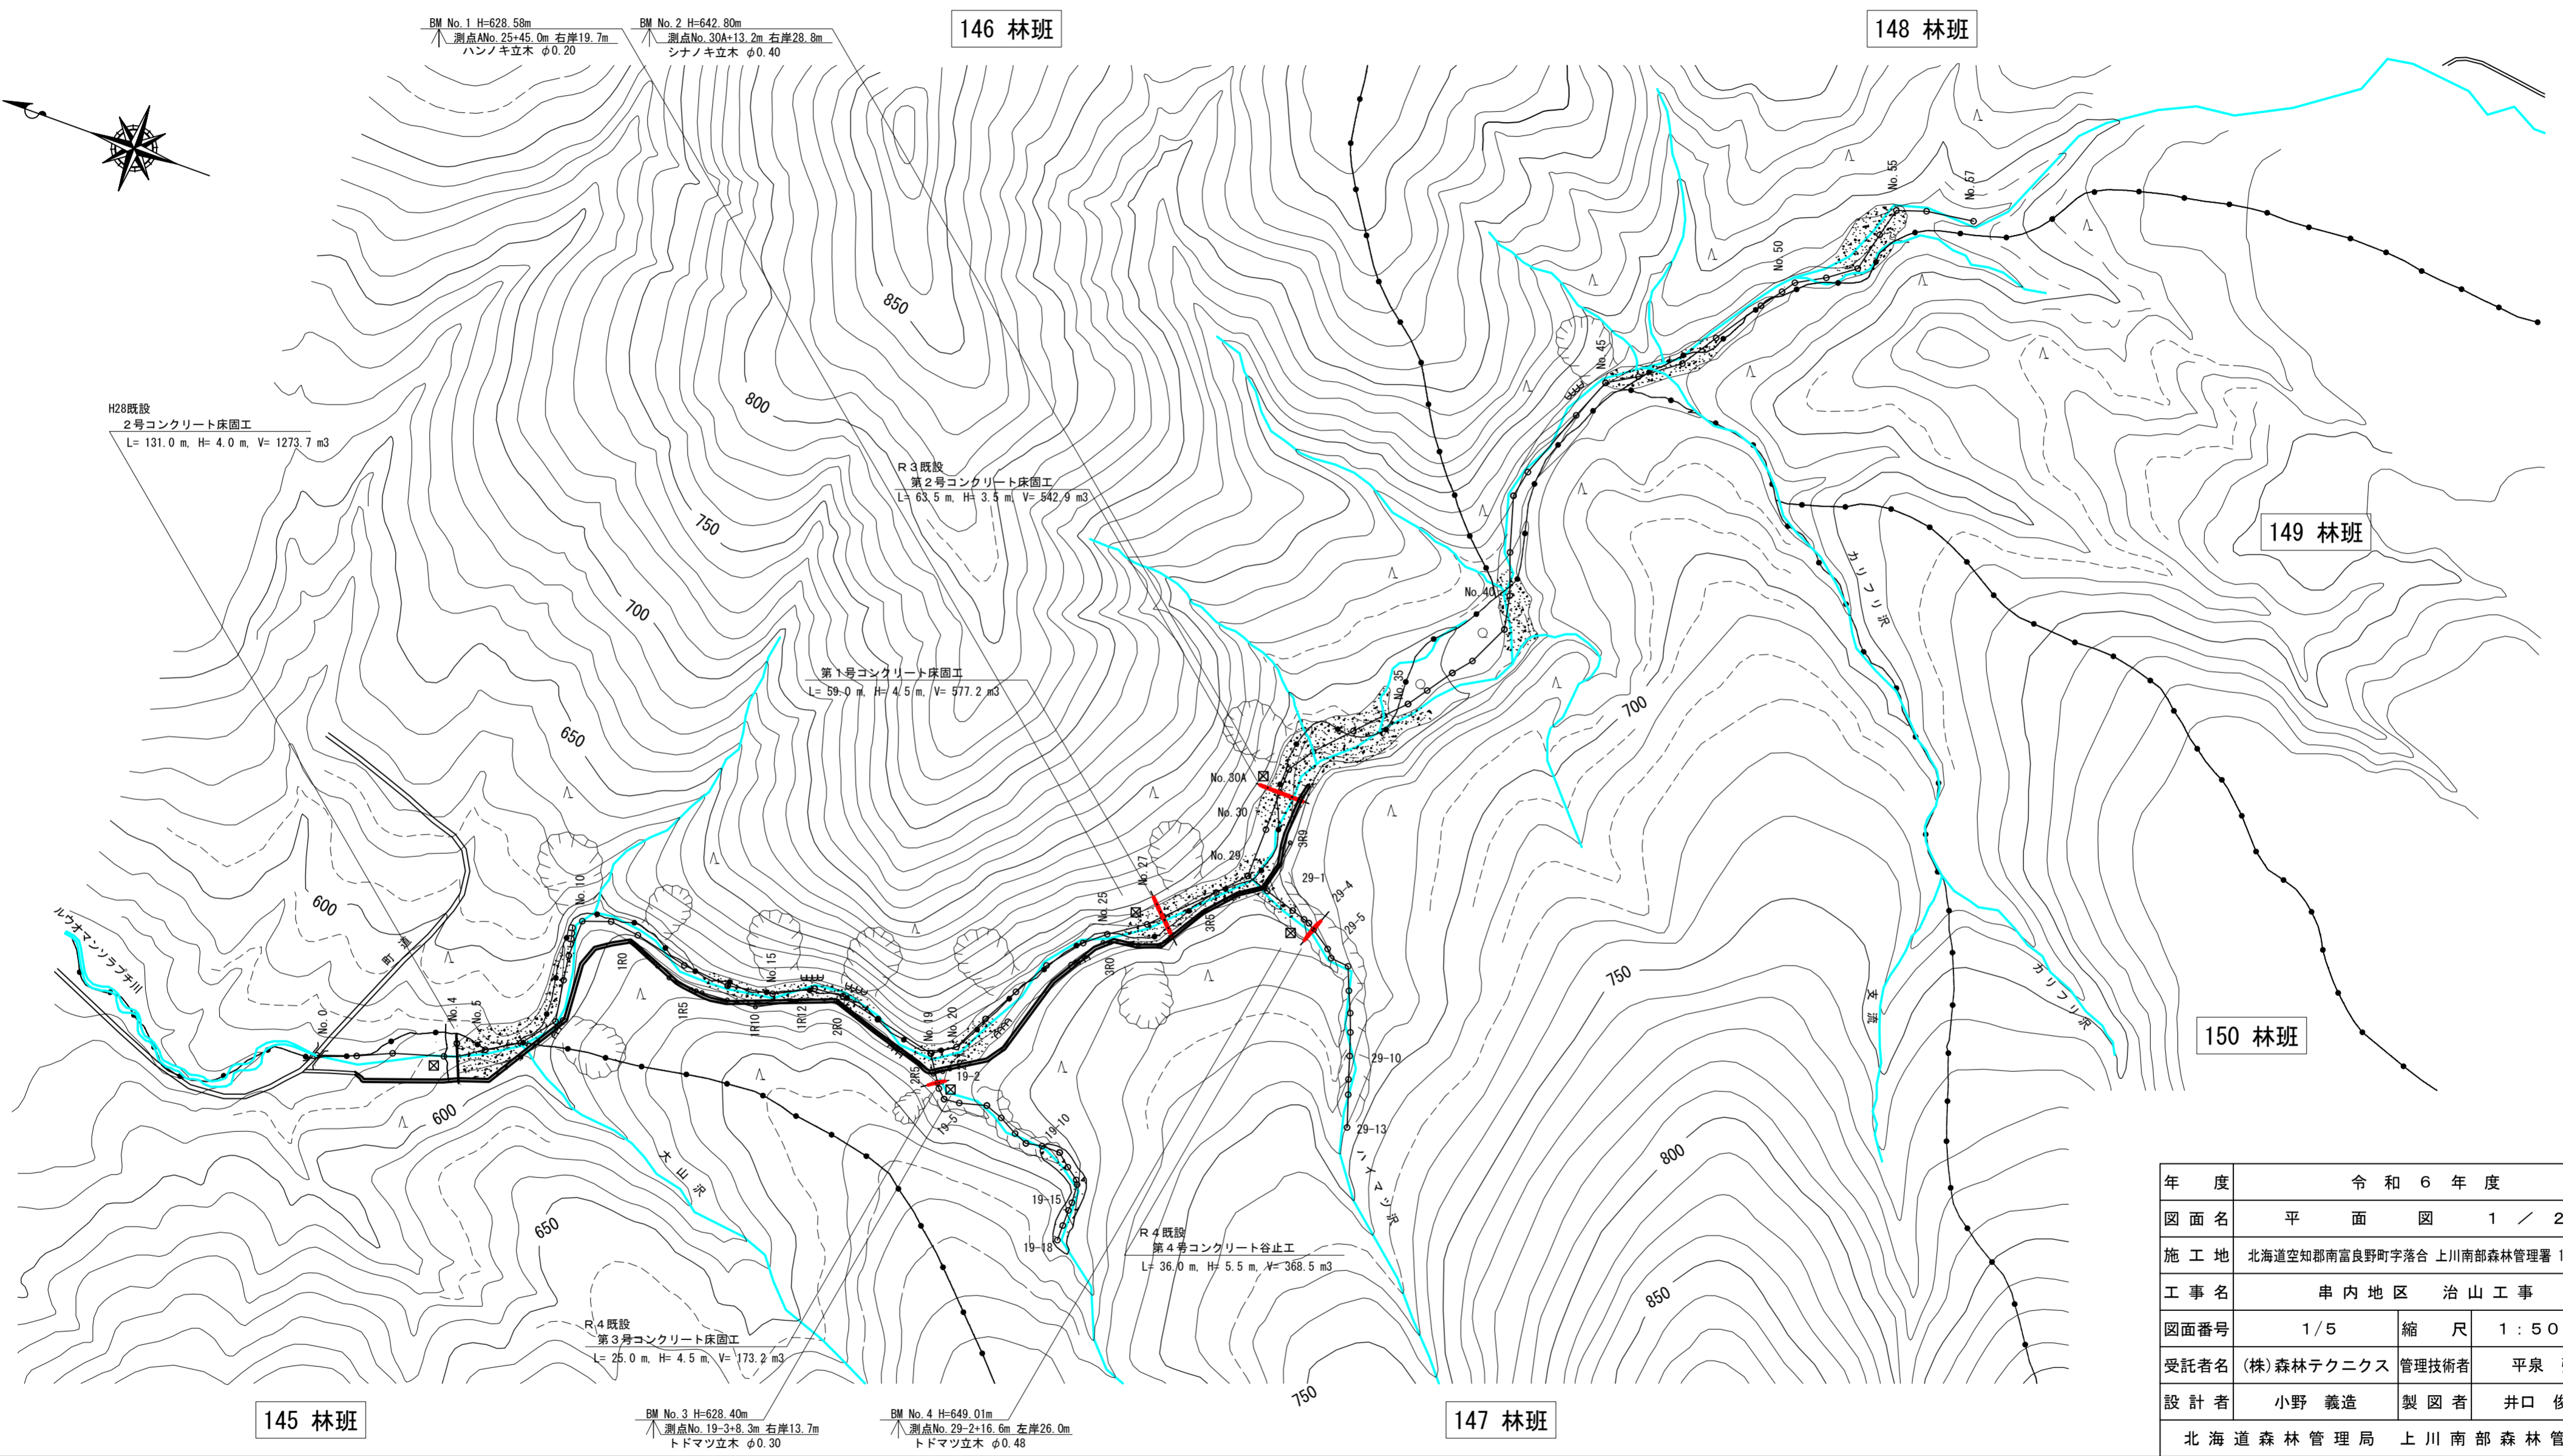 BM No.1 H=628.58m
測点ANo.25+45.0m 右岸19.7m
ハンノキ立木 φ0.20
BM No.2 H=642.80m
測点No.30A+13.2m 右岸28.8m
シナノキ立木 φ0.40
146 林班
148 林班
H28既設
2号コンクリート床固工
L= 131.0 m, H= 4.0 m, V= 1273.7 m3
R3既設
第2号コンクリート床固工
L= 63.5 m, H= 3.5 m, V= 542.9 m3
第1号コンクリート床固工
L= 59.0 m, H= 4.5 m, V= 577.2 m3
850
800
750
700
650
600
No.55
No.57
No.50
No.45
149 林班
カリフリ沢
No.40
No.35
700
No.30A
No.30
No.29
3R9
No.27
No.25
29-1
29-4
29-5
3R5
3R0
No.10
1R0
ルウオマンソラプチ川
町道
No.0
No.4
No.5
1R5
No.15
1R10
1R12
2R0
No.19
No.20
2R5
19-2
19-5
19-10
19-15
19-18
29-10
29-13
ハイマツ沢
750
支流
カリフリ沢
150 林班
600
大山沢
650
800
850
750
R4既設
第4号コンクリート谷止工
L= 36.0 m, H= 5.5 m, V= 368.5 m3
R4既設
第3号コンクリート床固工
L= 25.0 m, H= 4.5 m, V= 173.2 m3
145 林班
BM No.3 H=628.40m
測点No.19-3+8.3m 右岸13.7m
トドマツ立木 φ0.30
BM No.4 H=649.01m
測点No.29-2+16.6m 左岸26.0m
トドマツ立木 φ0.48
147 林班
年 度 令 和 6 年 度
図 面 名 平 面 図 1 / 2
施 工 地 北海道空知郡南富良野町字落合 上川南部森林管理署 1
工 事 名 串 内 地 区 治 山 工 事
図面番号 1/5 縮 尺 1:50
受託者名 (株)森林テクニクス 管理技術者 平泉
設 計 者 小野 義造 製 図 者 井口 俊
北 海 道 森 林 管 理 局 上 川 南 部 森 林 管